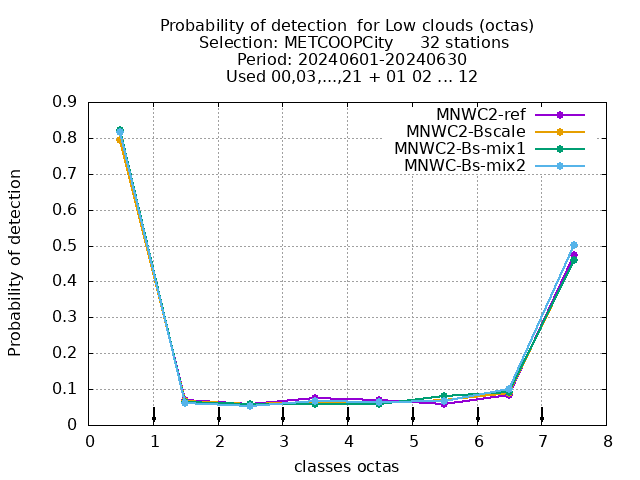 Probability of detection  for Low clouds (octas)
Selection: METCOOPCity     32 stations
Period: 20240601-20240630
Used 00,03,...,21 + 01 02 ... 12
MNWC2-ref
MNWC2-Bscale
MNWC2-Bs-mix1
MNWC-Bs-mix2
Probability of detection
0.9
0.8
0.7
0.6
0.5
0.4
0.3
0.2
0.1
0
0 1 2 3 4 5 6 7 8
classes octas